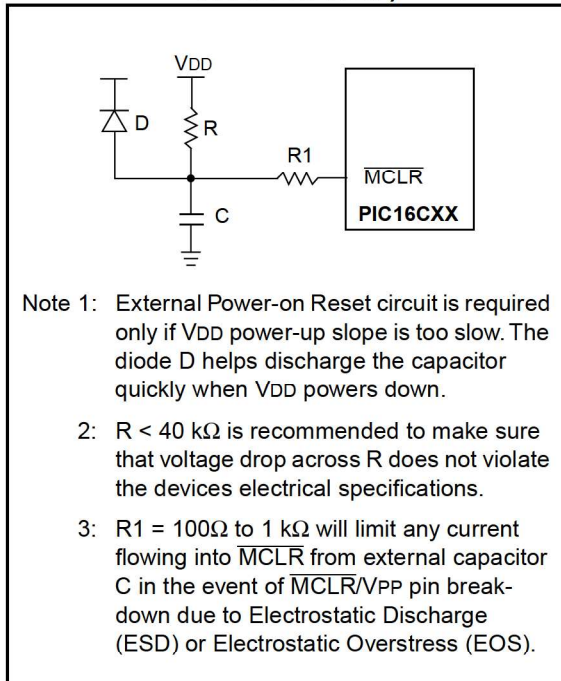 VDD
D
R
R1
MCLR
C
PIC16CXX
Note 1: External Power-on Reset circuit is required
only if VDD power-up slope is too slow. The
diode D helps discharge the capacitor
quickly when VDD powers down.
2: R < 40 kΩ is recommended to make sure
that voltage drop across R does not violate
the devices electrical specifications.
3: R1 = 100Ω to 1 kΩ will limit any current
flowing into MCLR from external capacitor
C in the event of MCLR/VPP pin break-
down due to Electrostatic Discharge
(ESD) or Electrostatic Overstress (EOS).